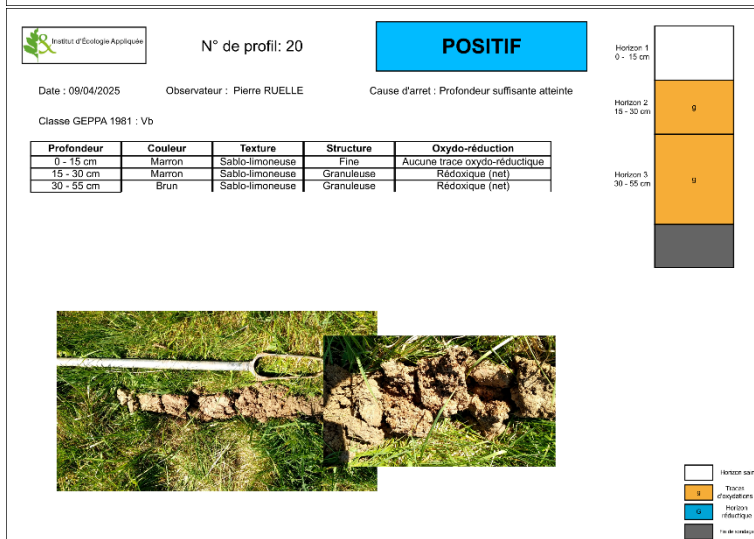 Institut d'Écologie Appliquée
N° de profil: 20
POSITIF
Date : 09/04/2025
Observateur : Pierre RUELLE
Cause d'arret : Profondeur suffisante atteinte
Classe GEPPA 1981 : Vb
Profondeur Couleur Texture Structure Oxydo-réduction
0 - 15 cm Marron Sablo-limoneuse Fine Aucune trace oxydo-réductique
15 - 30 cm Marron Sablo-limoneuse Granuleuse Rédoxique (net)
30 - 55 cm Brun Sablo-limoneuse Granuleuse Rédoxique (net)
Horizon 1
0 - 15 cm
Horizon 2
15 - 30 cm
g
Horizon 3
30 - 55 cm
g
Horizon sain
g
Traces
d'oxydations
G
Horizon
réductique
Fin de sondage